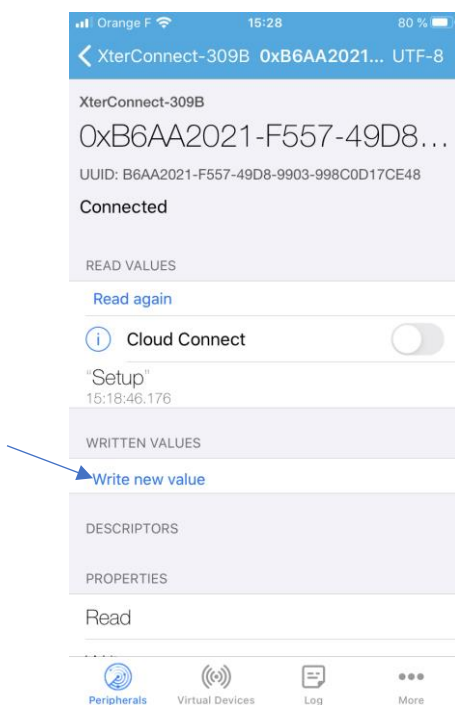 Orange F 15:28 80 %
XterConnect-309B 0xB6AA2021... UTF-8
XterConnect-309B
0xB6AA2021-F557-49D8...
UUID: B6AA2021-F557-49D8-9903-998C0D17CE48
Connected
READ VALUES
Read again
i Cloud Connect
"Setup"
15:18:46.176
WRITTEN VALUES
Write new value
DESCRIPTORS
PROPERTIES
Read
Peripherals Virtual Devices Log More